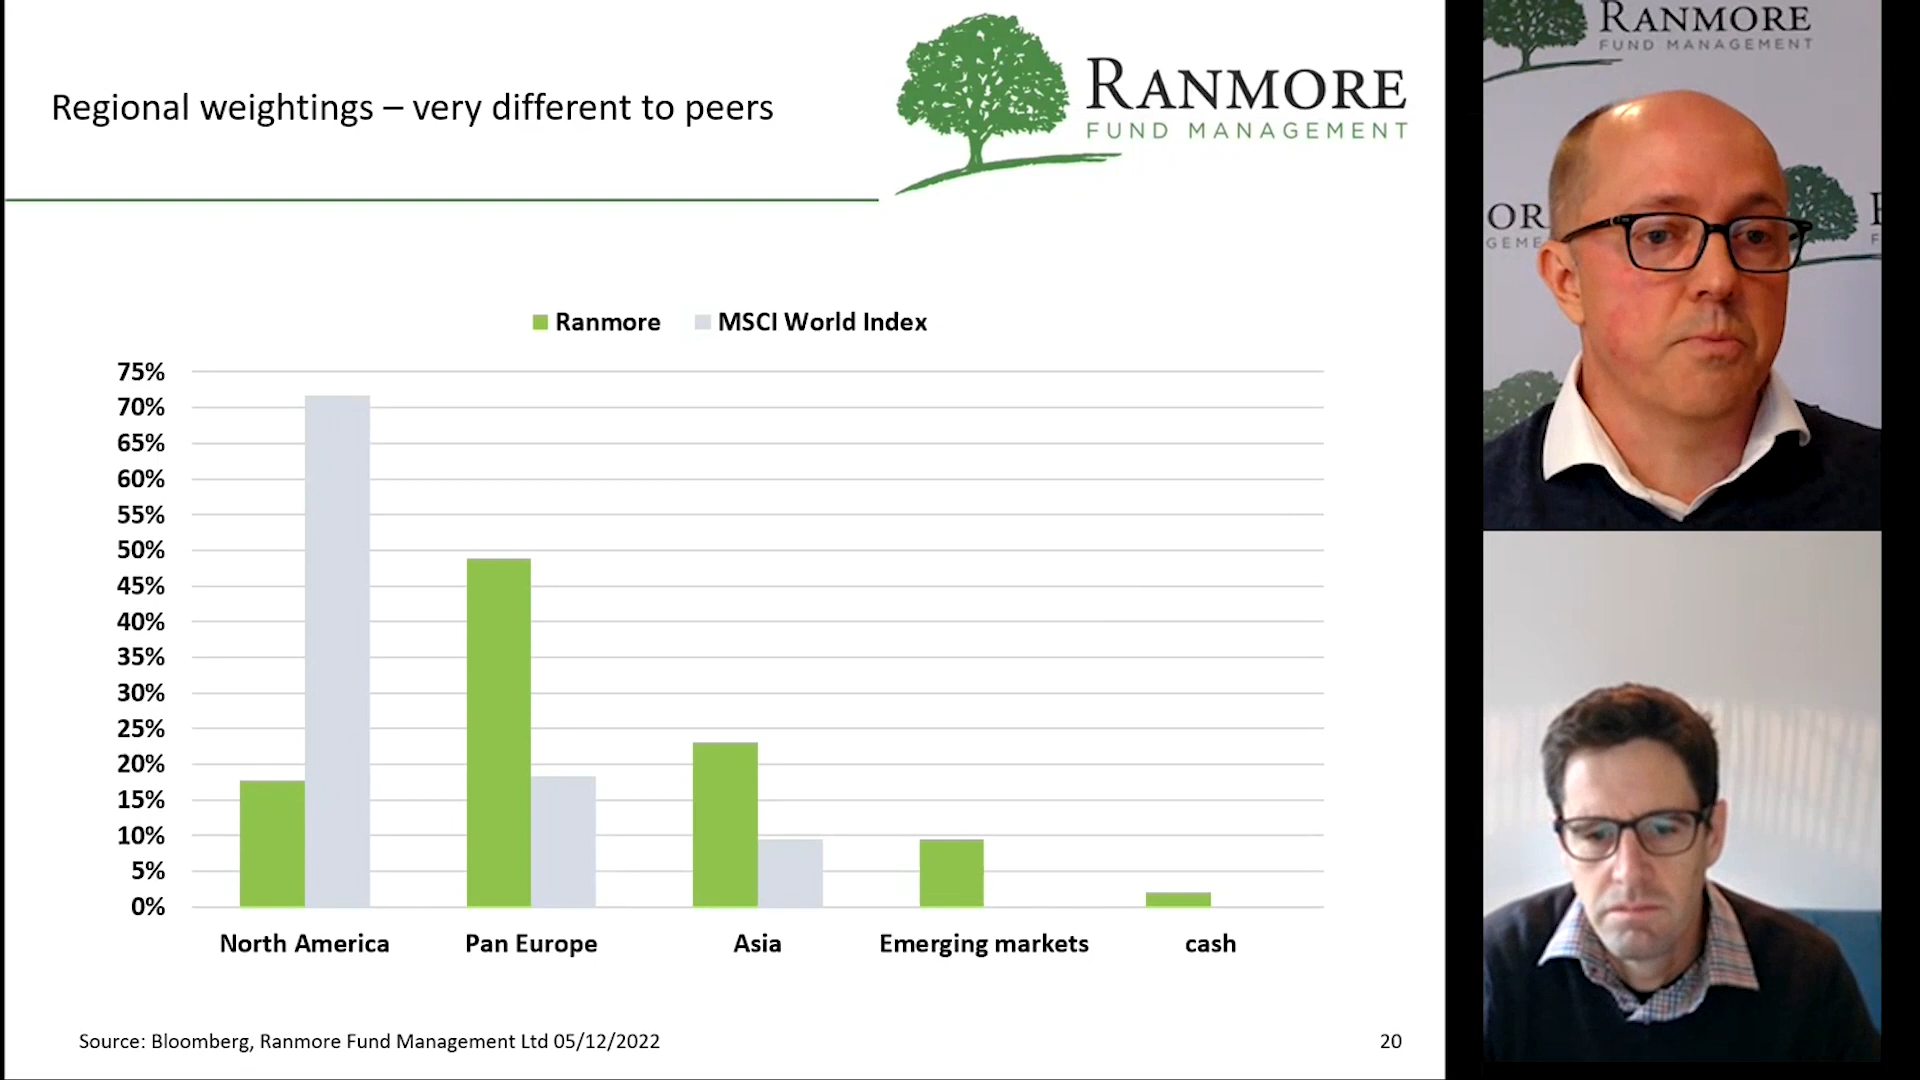 Regional weightings – very different to peers
RANMORE
FUND MANAGEMENT
Ranmore
MSCI World Index
75%
70%
65%
60%
55%
50%
45%
40%
35%
30%
25%
20%
15%
10%
5%
0%
North America
Pan Europe
Asia
Emerging markets
cash
Source: Bloomberg, Ranmore Fund Management Ltd 05/12/2022
20
RANMORE
FUND MANAGEMENT